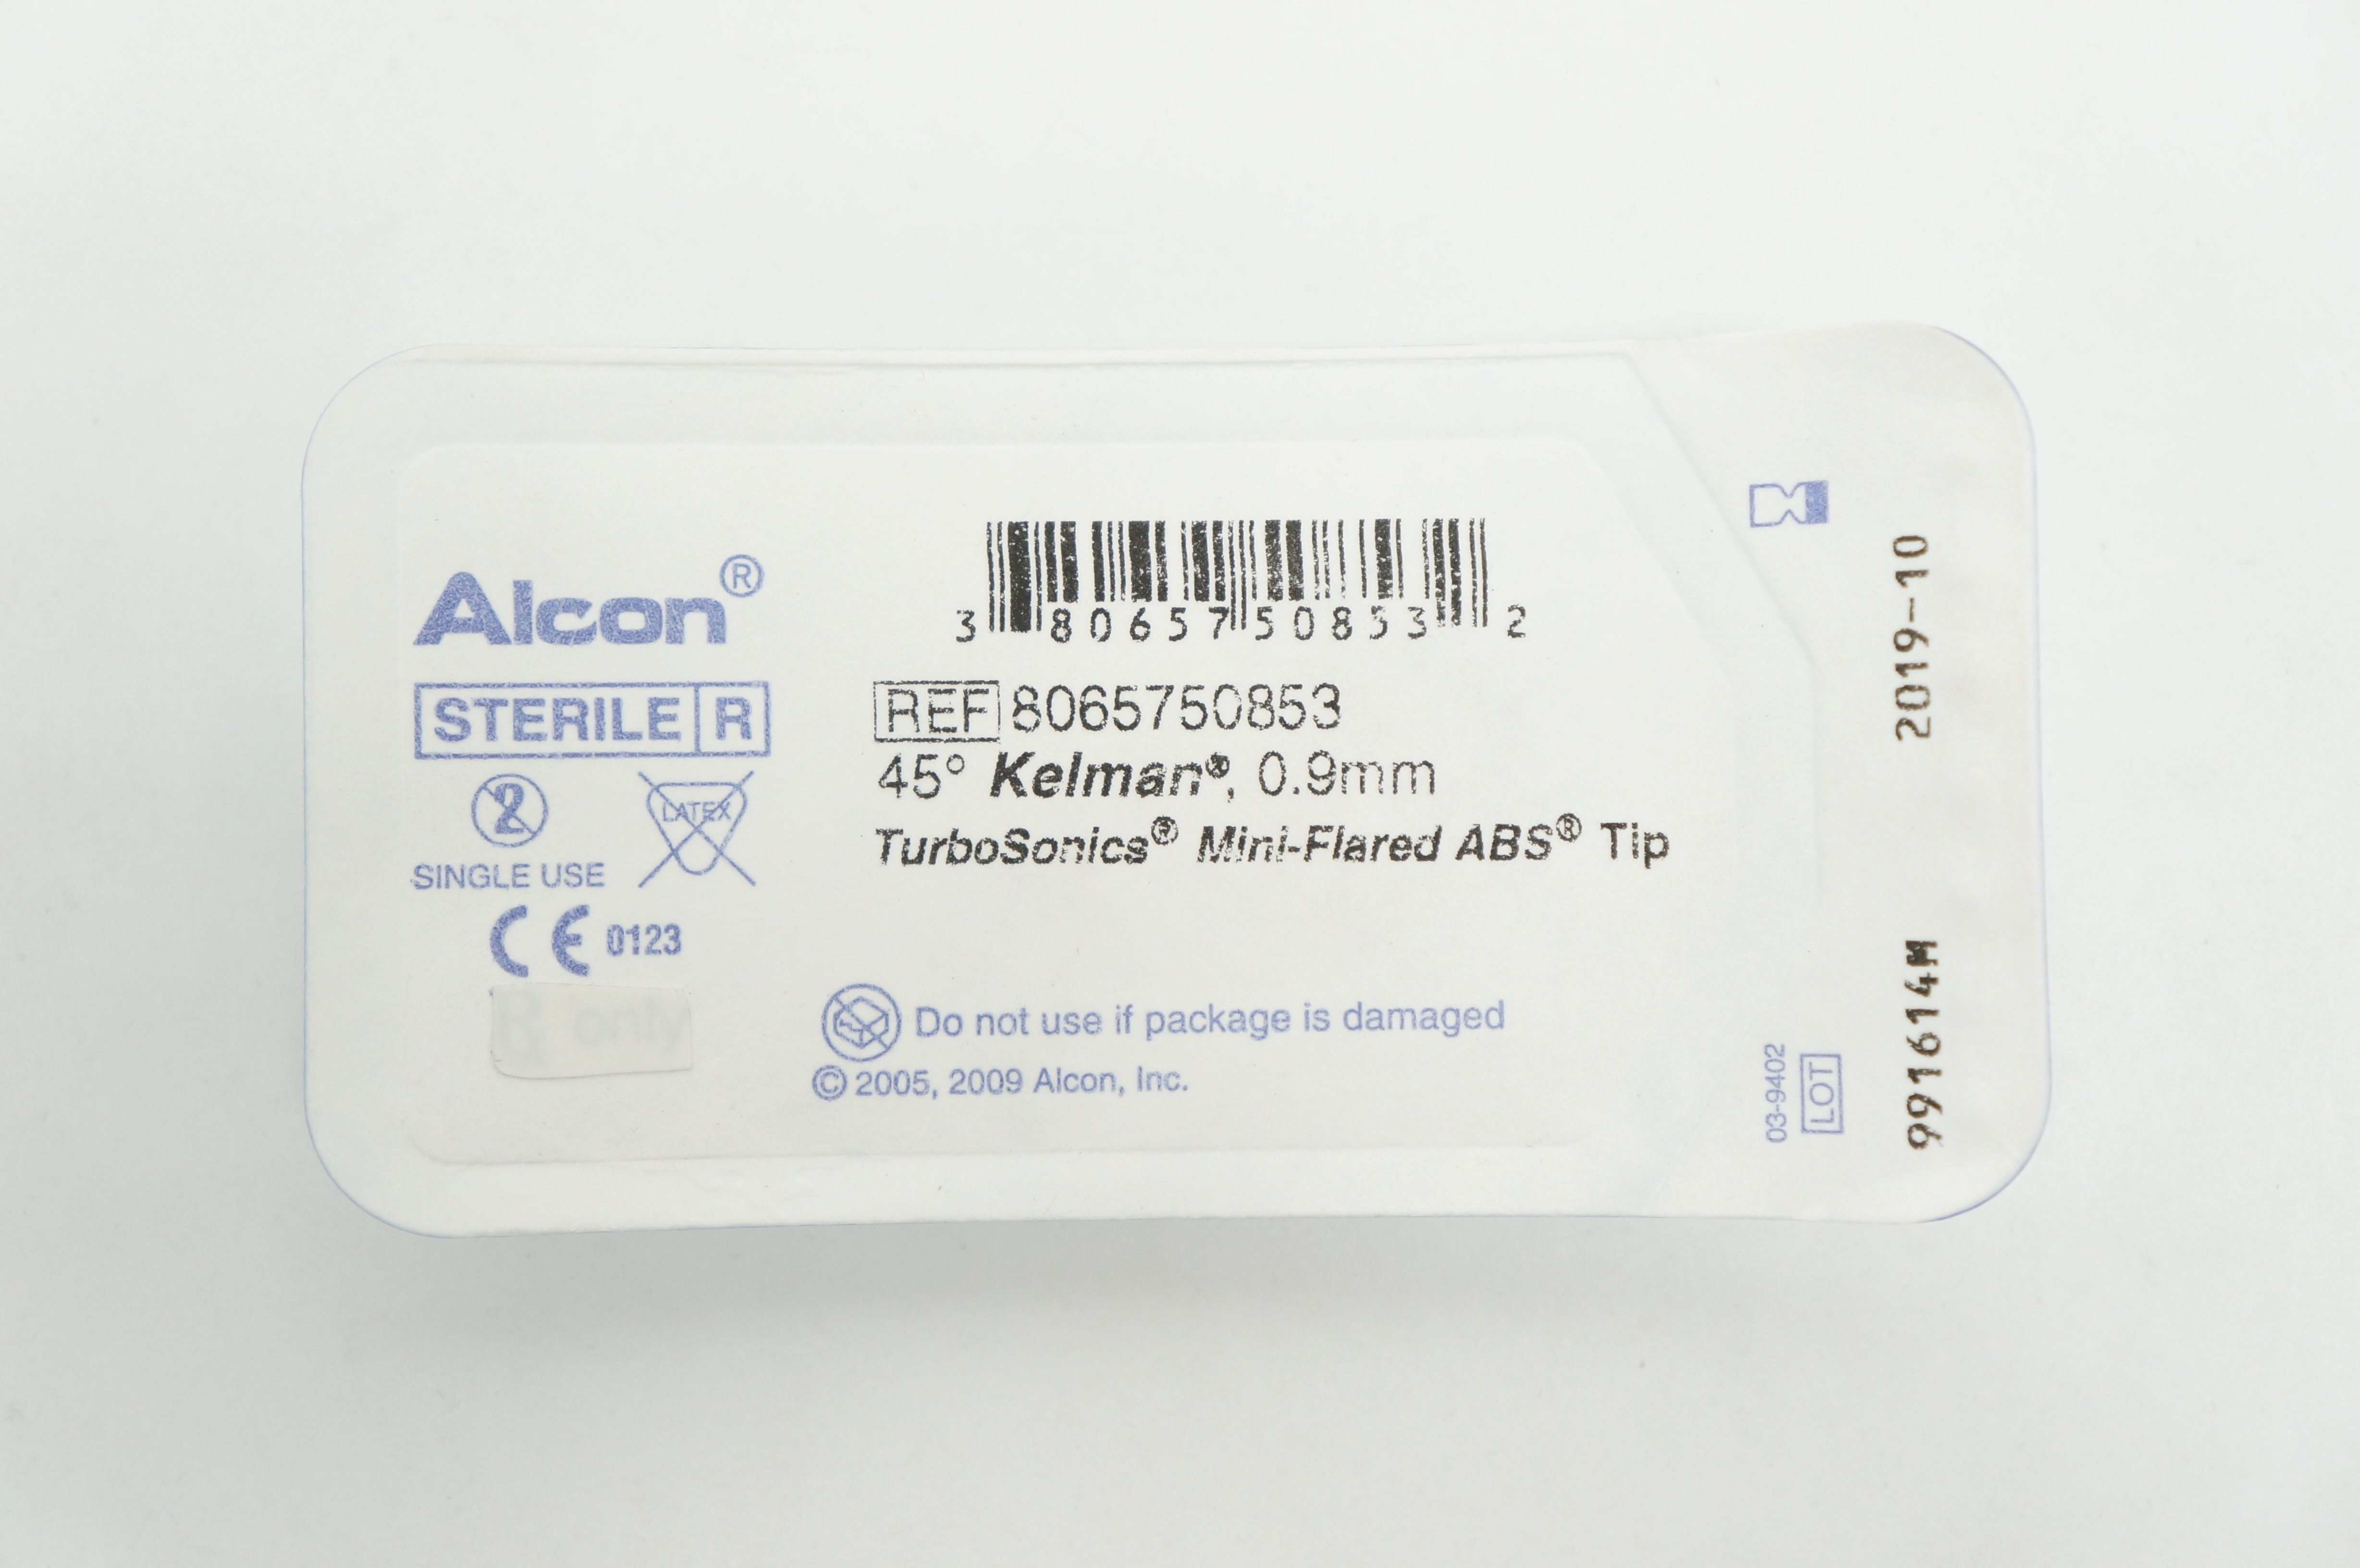 Alcon®
STERILE R
2
SINGLE USE
LATEX
CE 0123
Rx only
3 80657 50853 2
REF 8065750853
45° Kelman®, 0.9mm
TurboSonics® Mini-Flared ABS® Tip
Do not use if package is damaged
© 2005, 2009 Alcon, Inc.
2019-10
03-9402
LOT
991614M